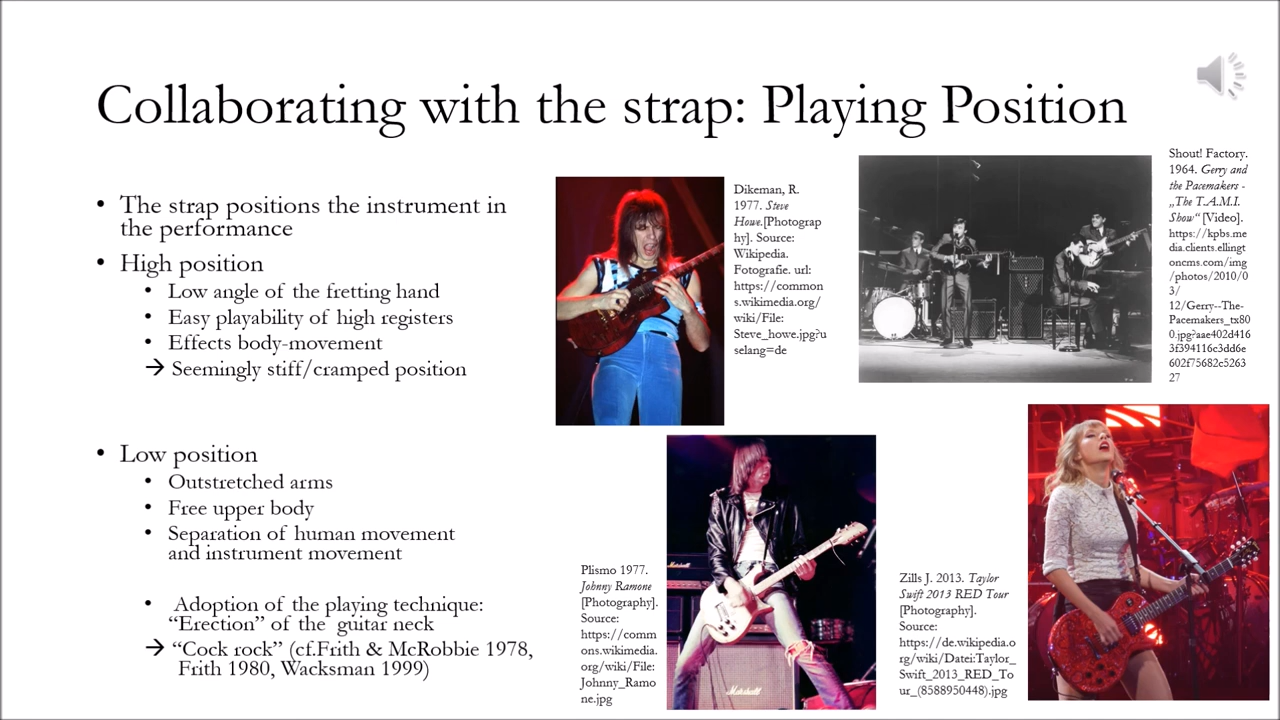 Collaborating with the strap: Playing Position
• The strap positions the instrument in
the performance
• High position
• Low angle of the fretting hand
• Easy playability of high registers
• Effects body-movement
→ Seemingly stiff/cramped position
• Low position
• Outstretched arms
• Free upper body
• Separation of human movement
and instrument movement
• Adoption of the playing technique:
“Erection” of the guitar neck
→ “Cock rock” (cf.Frith & McRobbie 1978,
Frith 1980, Wacksman 1999)
Dikeman, R.
1977. Steve
Howe.[Photograp
hy]. Source:
Wikipedia.
Fotografie. url:
https://common
s.wikimedia.org/
wiki/File:
Steve_howe.jpg?u
selang=de
Shout! Factory.
1964. Gerry and
the Pacemakers -
„The T.A.M.I.
Show“ [Video].
https://kpbs.me
dia.clients.ellingt
oncms.com/img
/photos/2010/0
3/
12/Gerry--The-
Pacemakers_tx80
0.jpg?aae402d416
3f394116c3dd6e
602f75682c5263
27
Plismo 1977.
Johnny Ramone
[Photography].
Source:
https://comm
ons.wikimedia.
org/wiki/File:
Johnny_Ramo
ne.jpg
Marshall
Zills J. 2013. Taylor
Swift 2013 RED Tour
[Photography].
Source:
https://de.wikipedia.o
rg/wiki/Datei:Taylor_
Swift_2013_RED_To
ur_(8588950448).jpg